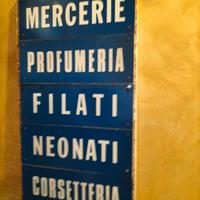 MERCERIE
PROFUMERIA
FILATI
NEONATI
CORSETTERIA